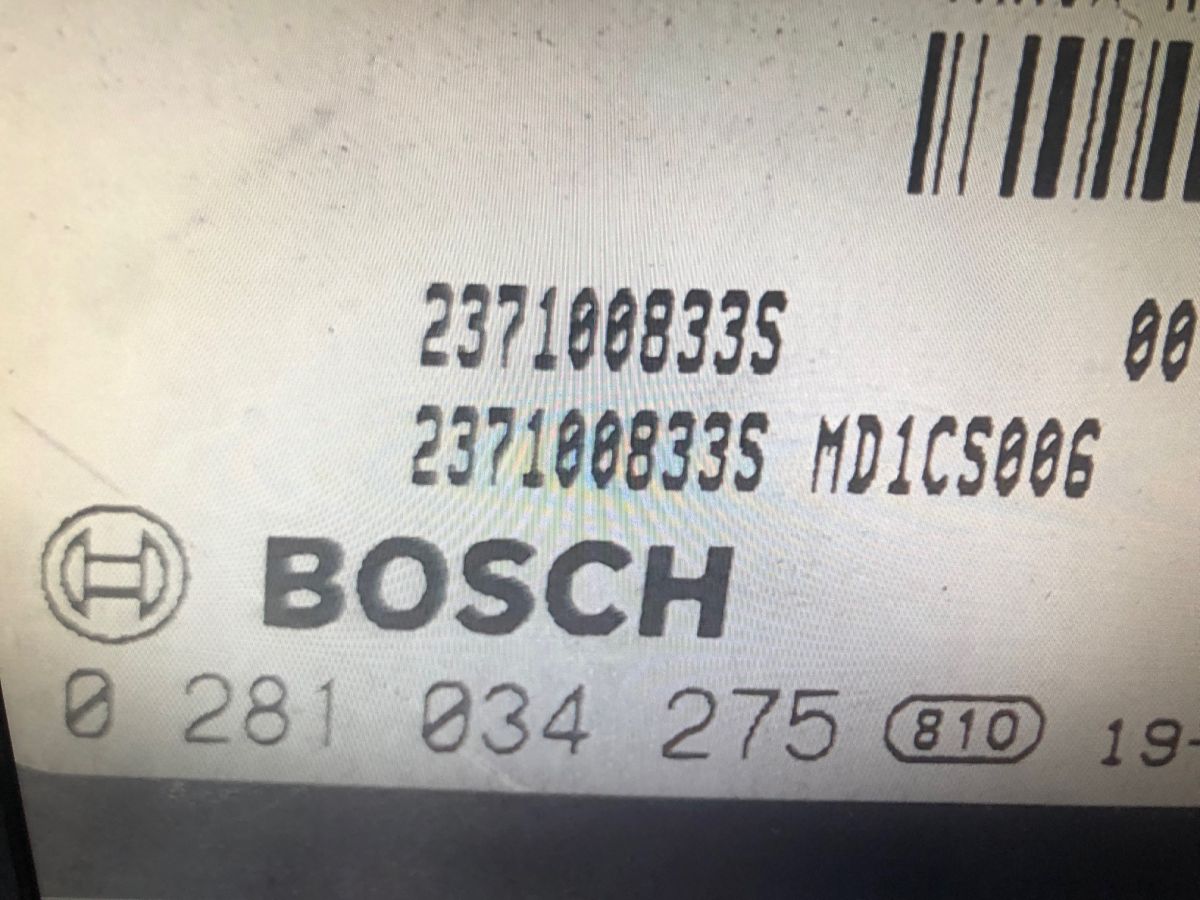 237100833S 00
237100833S MD1CS006
BOSCH
0 281 034 275 810 19-